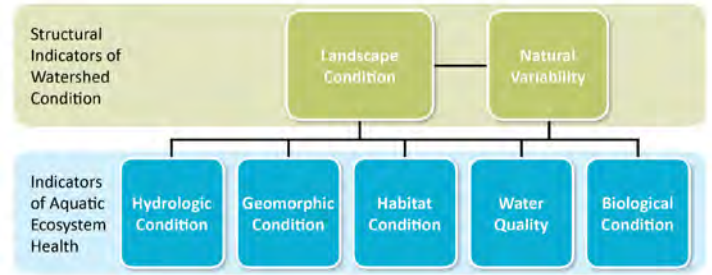 Structural
Indicators of
Watershed
Condition
Landscape
Condition
Natural
Variability
Indicators
of Aquatic
Ecosystem
Health
Hydrologic
Condition
Geomorphic
Condition
Habitat
Condition
Water
Quality
Biological
Condition